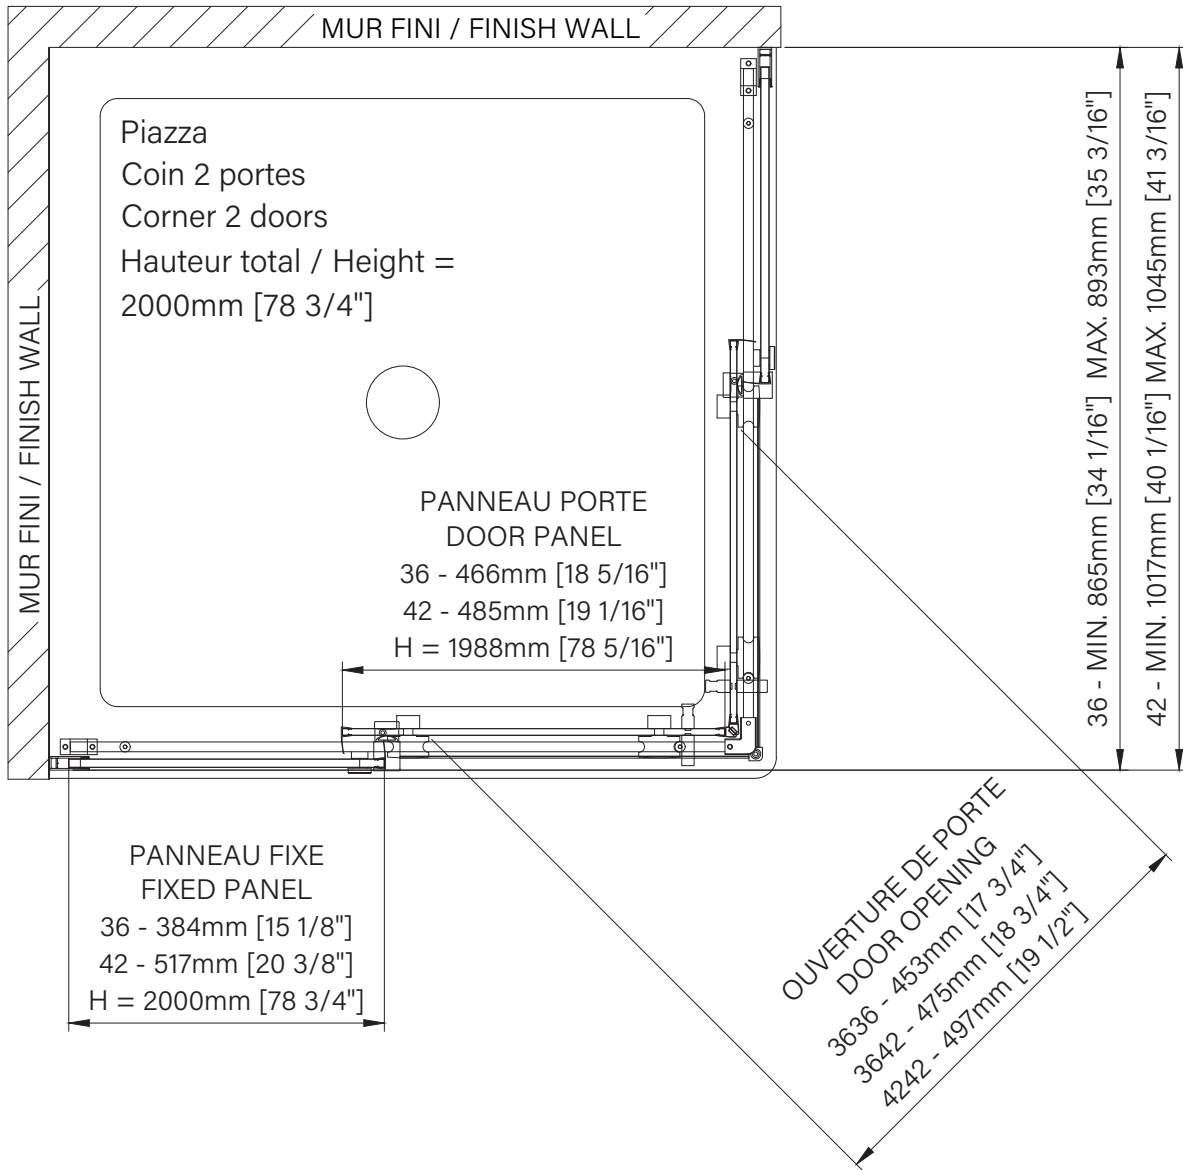 MUR FINI / FINISH WALL
MUR FINI / FINISH WALL
Piazza
Coin 2 portes
Corner 2 doors
Hauteur total / Height =
2000mm [78 3/4"]
PANNEAU PORTE
DOOR PANEL
36 - 466mm [18 5/16"]
42 - 485mm [19 1/16"]
H = 1988mm [78 5/16"]
36 - MIN. 865mm [34 1/16"] MAX. 893mm [35 3/16"]
42 - MIN. 1017mm [40 1/16"] MAX. 1045mm [41 3/16"]
PANNEAU FIXE
FIXED PANEL
36 - 384mm [15 1/8"]
42 - 517mm [20 3/8"]
H = 2000mm [78 3/4"]
OUVERTURE DE PORTE
DOOR OPENING
3636 - 453mm [17 3/4"]
3642 - 475mm [18 3/4"]
4242 - 497mm [19 1/2"]